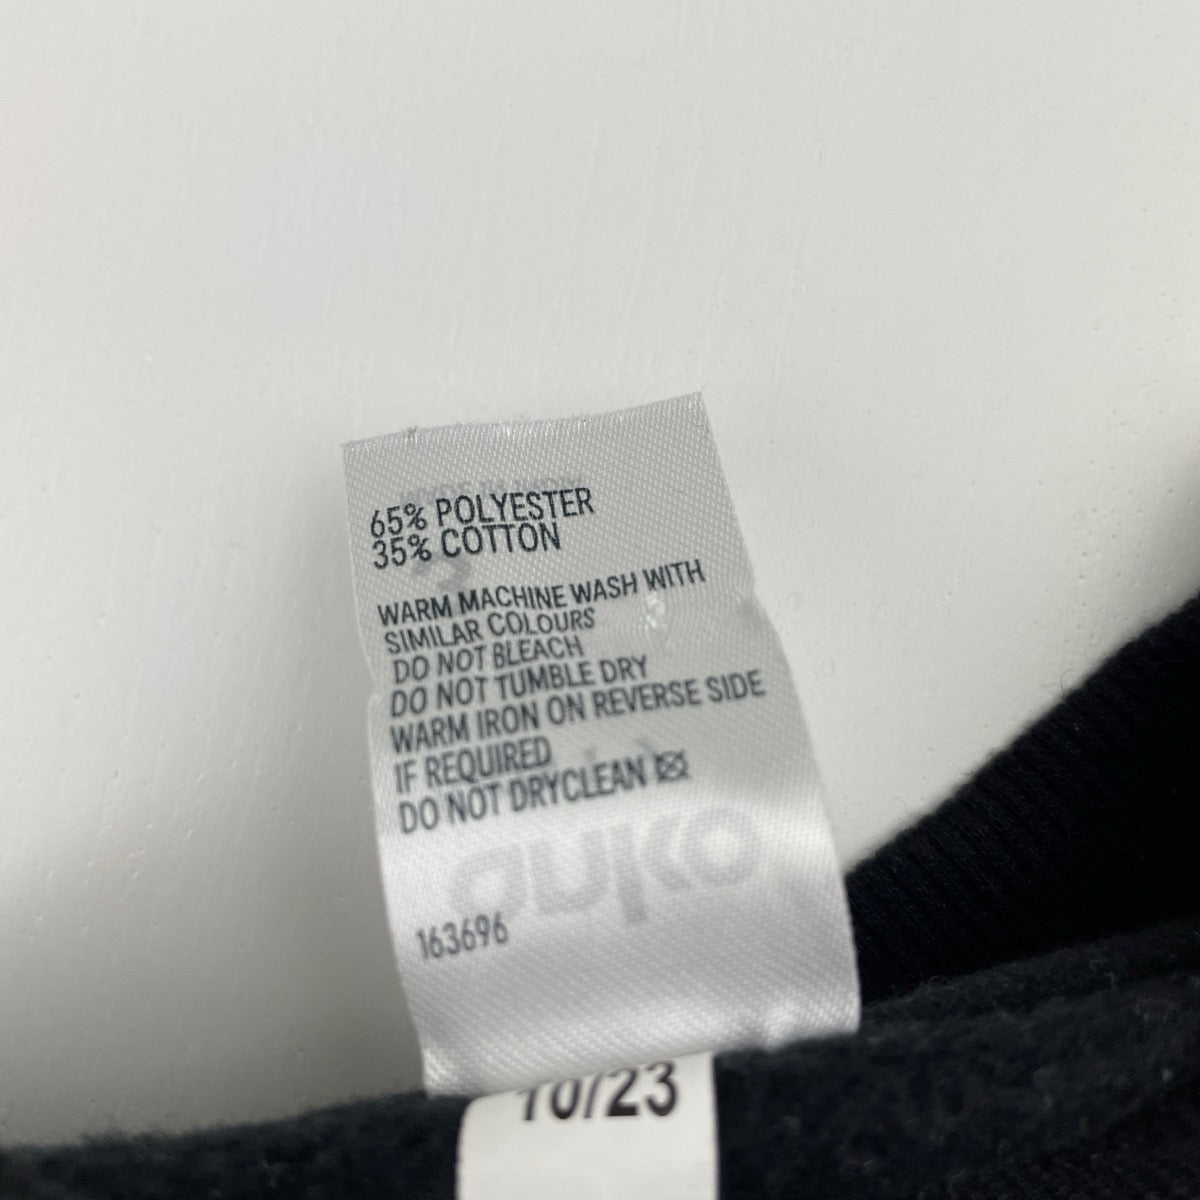 65% POLYESTER
35% COTTON
WARM MACHINE WASH WITH
SIMILAR COLOURS
DO NOT BLEACH
DO NOT TUMBLE DRY
WARM IRON ON REVERSE SIDE
IF REQUIRED
DO NOT DRYCLEAN
anko
163696
10/23